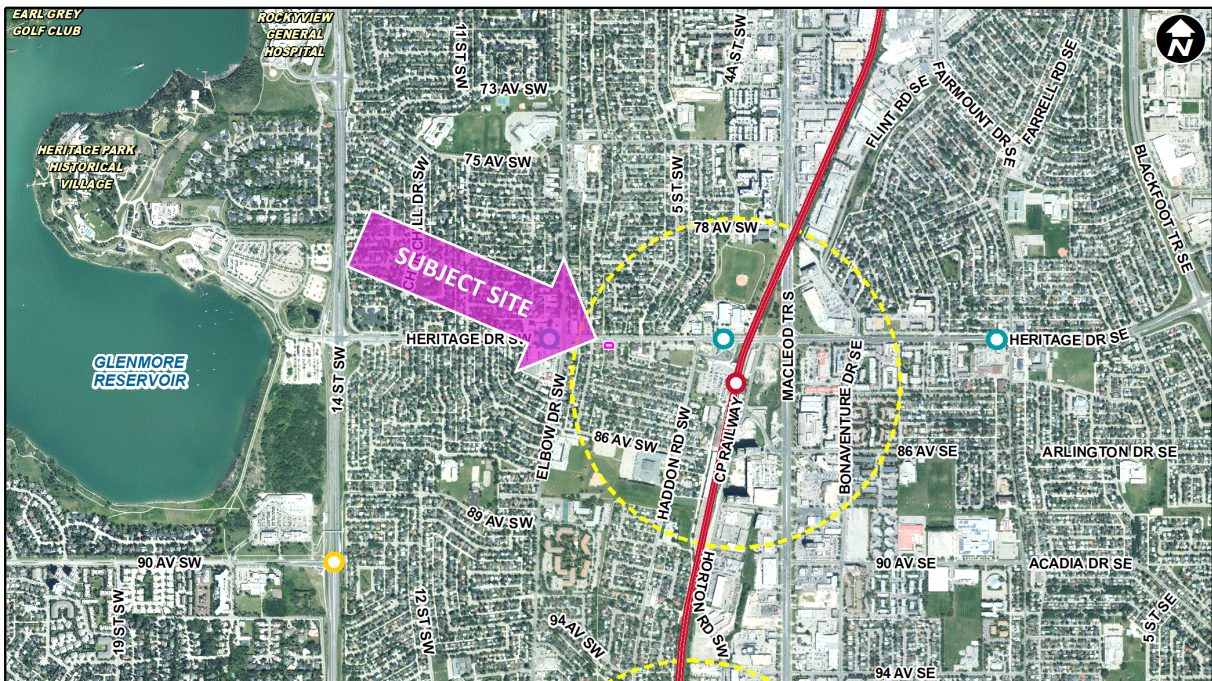 EARL GREY
GOLF CLUB
ROCKYVIEW
GENERAL
HOSPITAL
11 ST SW
4A ST SW
N
73 AV SW
FLINT RD SE
FAIRMOUNT DR SE
FARRELL RD SE
HERITAGE PARK
HISTORICAL
VILLAGE
75 AV SW
5 ST SW
BLACKFOOT TR SE
CHURCHILL DR SW
78 AV SW
SUBJECT SITE
HERITAGE DR SW
HERITAGE DR SE
GLENMORE
RESERVOIR
14 ST SW
MACLEOD TR S
BONAVENTURE DR SE
ELBOW DR SW
HADDON RD SW
CP RAILWAY
86 AV SW
86 AV SE
ARLINGTON DR SE
89 AV SW
90 AV SW
90 AV SE
ACADIA DR SE
19 ST SW
12 ST SW
94 AV SW
HORTON RD SW
5 ST SE
94 AV SE